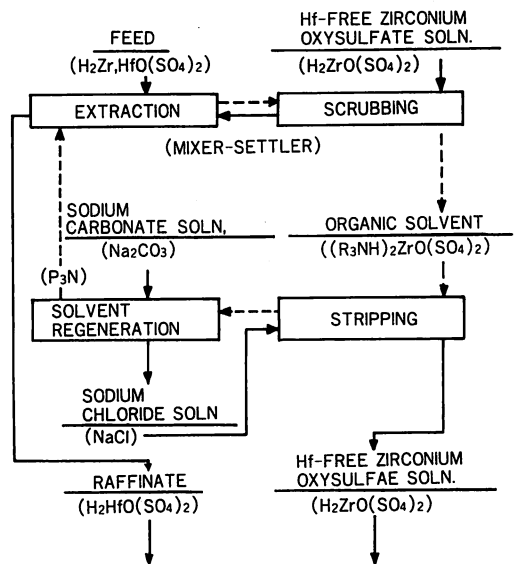 FEED
(H2Zr,HfO(SO4)2)
Hf-FREE ZIRCONIUM
OXYSULFATE SOLN.
(H2ZrO(SO4)2)
EXTRACTION
SCRUBBING
(MIXER-SETTLER)
SODIUM
CARBONATE SOLN,
(Na2CO3)
ORGANIC SOLVENT
((R3NH)2ZrO(SO4)2)
(P3N)
SOLVENT
REGENERATION
STRIPPING
SODIUM
CHLORIDE SOLN
(NaCl)
RAFFINATE
(H2HfO(SO4)2)
Hf-FREE ZIRCONIUM
OXYSULFAE SOLN.
(H2ZrO(SO4)2)